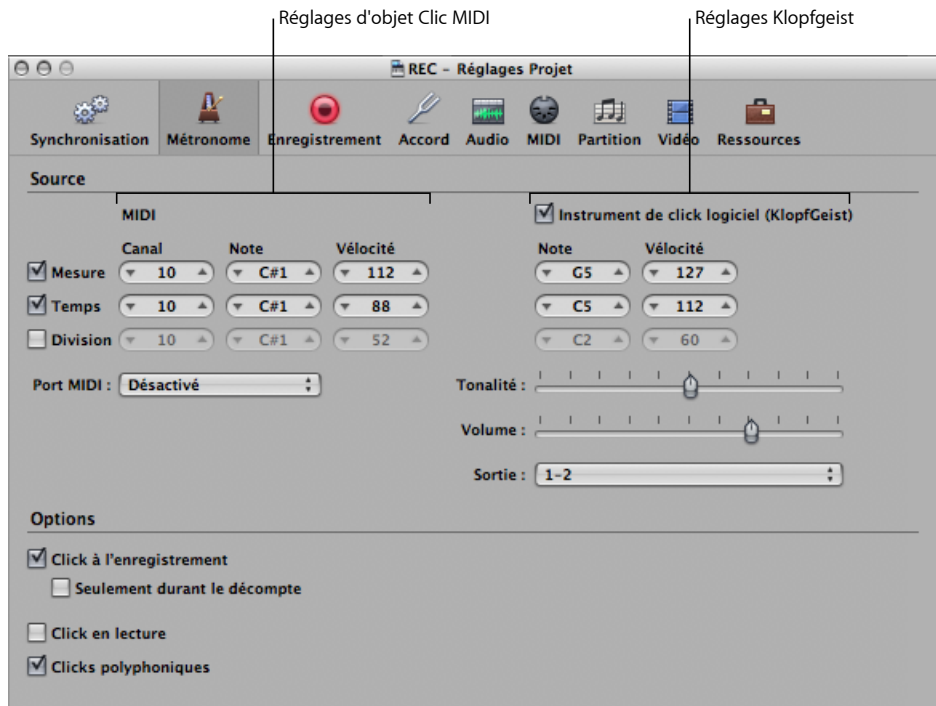 Réglages d'objet Clic MIDI Réglages Klopfgeist
REC – Réglages Projet
Synchronisation Métronome Enregistrement Accord Audio MIDI Partition Vidéo Ressources
Source
MIDI Instrument de click logiciel (KlopfGeist)
Canal Note Vélocité Note Vélocité
Mesure 10 C#1 112 G5 127
Temps 10 C#1 88 C5 112
Division 10 C#1 52 C2 60
Port MIDI : Désactivé Tonalité :
Volume :
Sortie : 1-2
Options
Click à l'enregistrement
Seulement durant le décompte
Click en lecture
Clicks polyphoniques